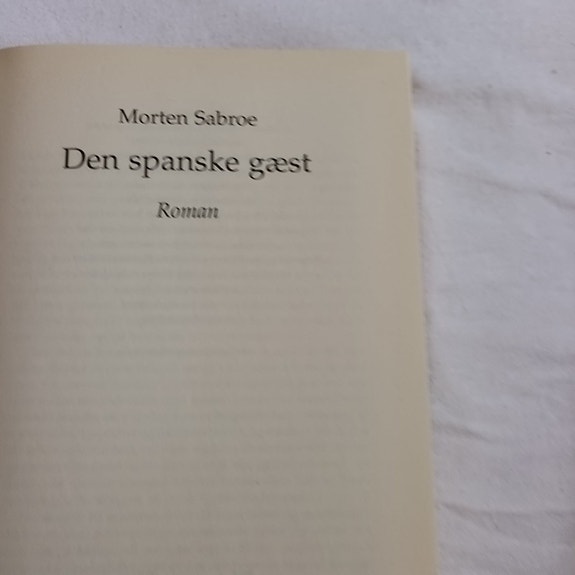 Morten Sabroe
Den spanske gæst
Roman